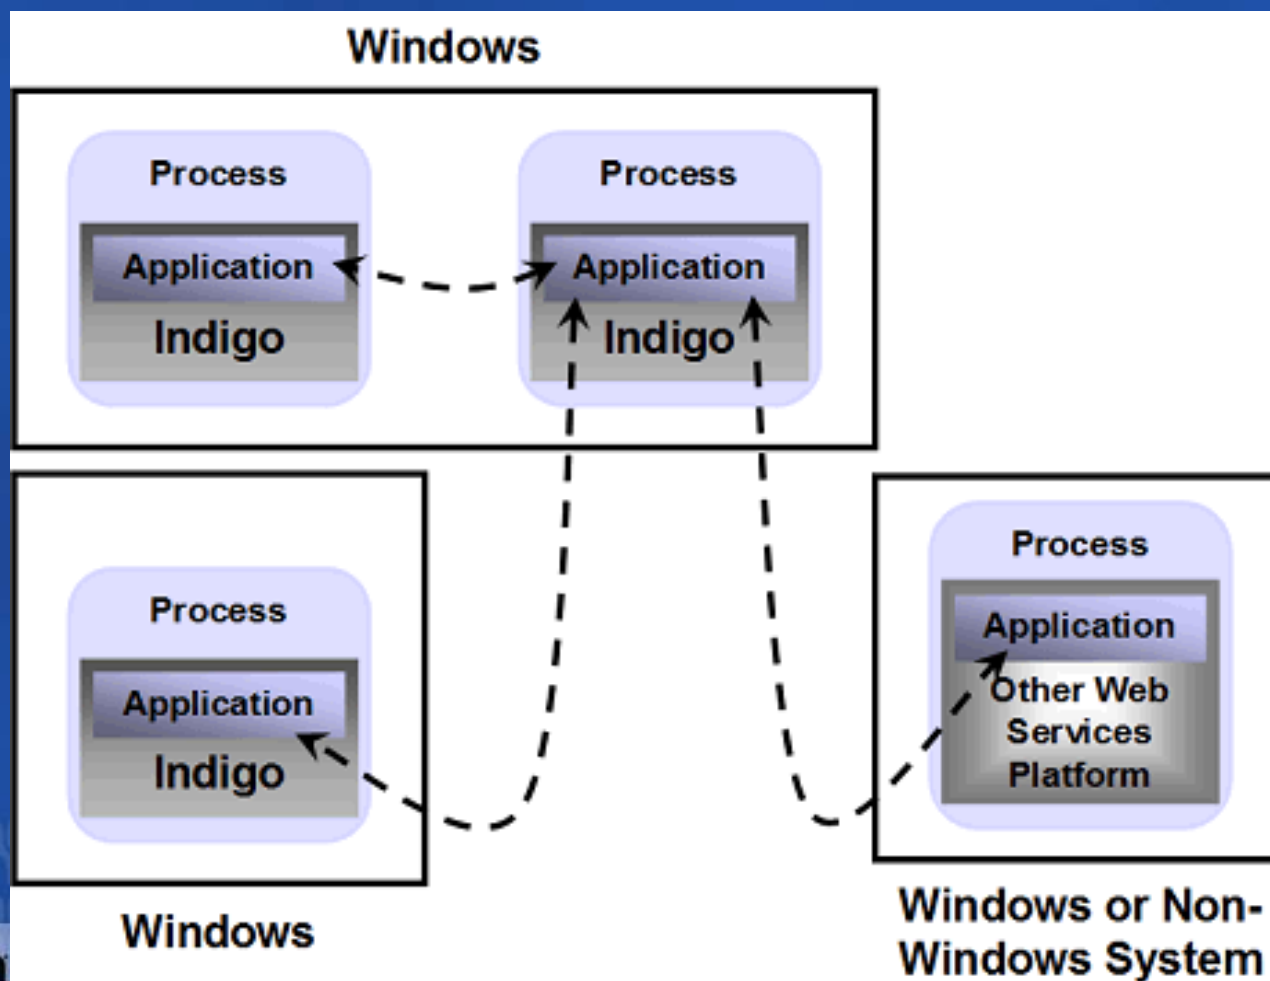 Windows
Process
Application
Indigo
Process
Application
Indigo
Process
Application
Indigo
Windows
Process
Application
Other Web
Services
Platform
Windows or Non-
Windows System